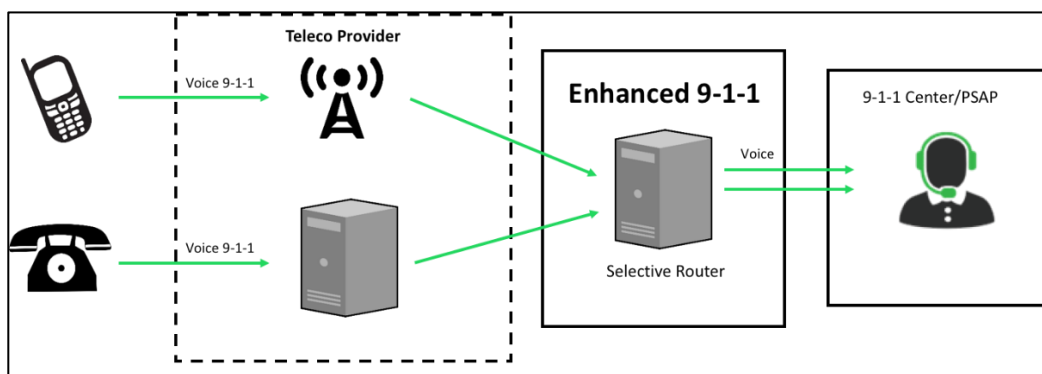 Teleco Provider
Voice 9-1-1
Voice 9-1-1
Enhanced 9-1-1
Selective Router
Voice
9-1-1 Center/PSAP